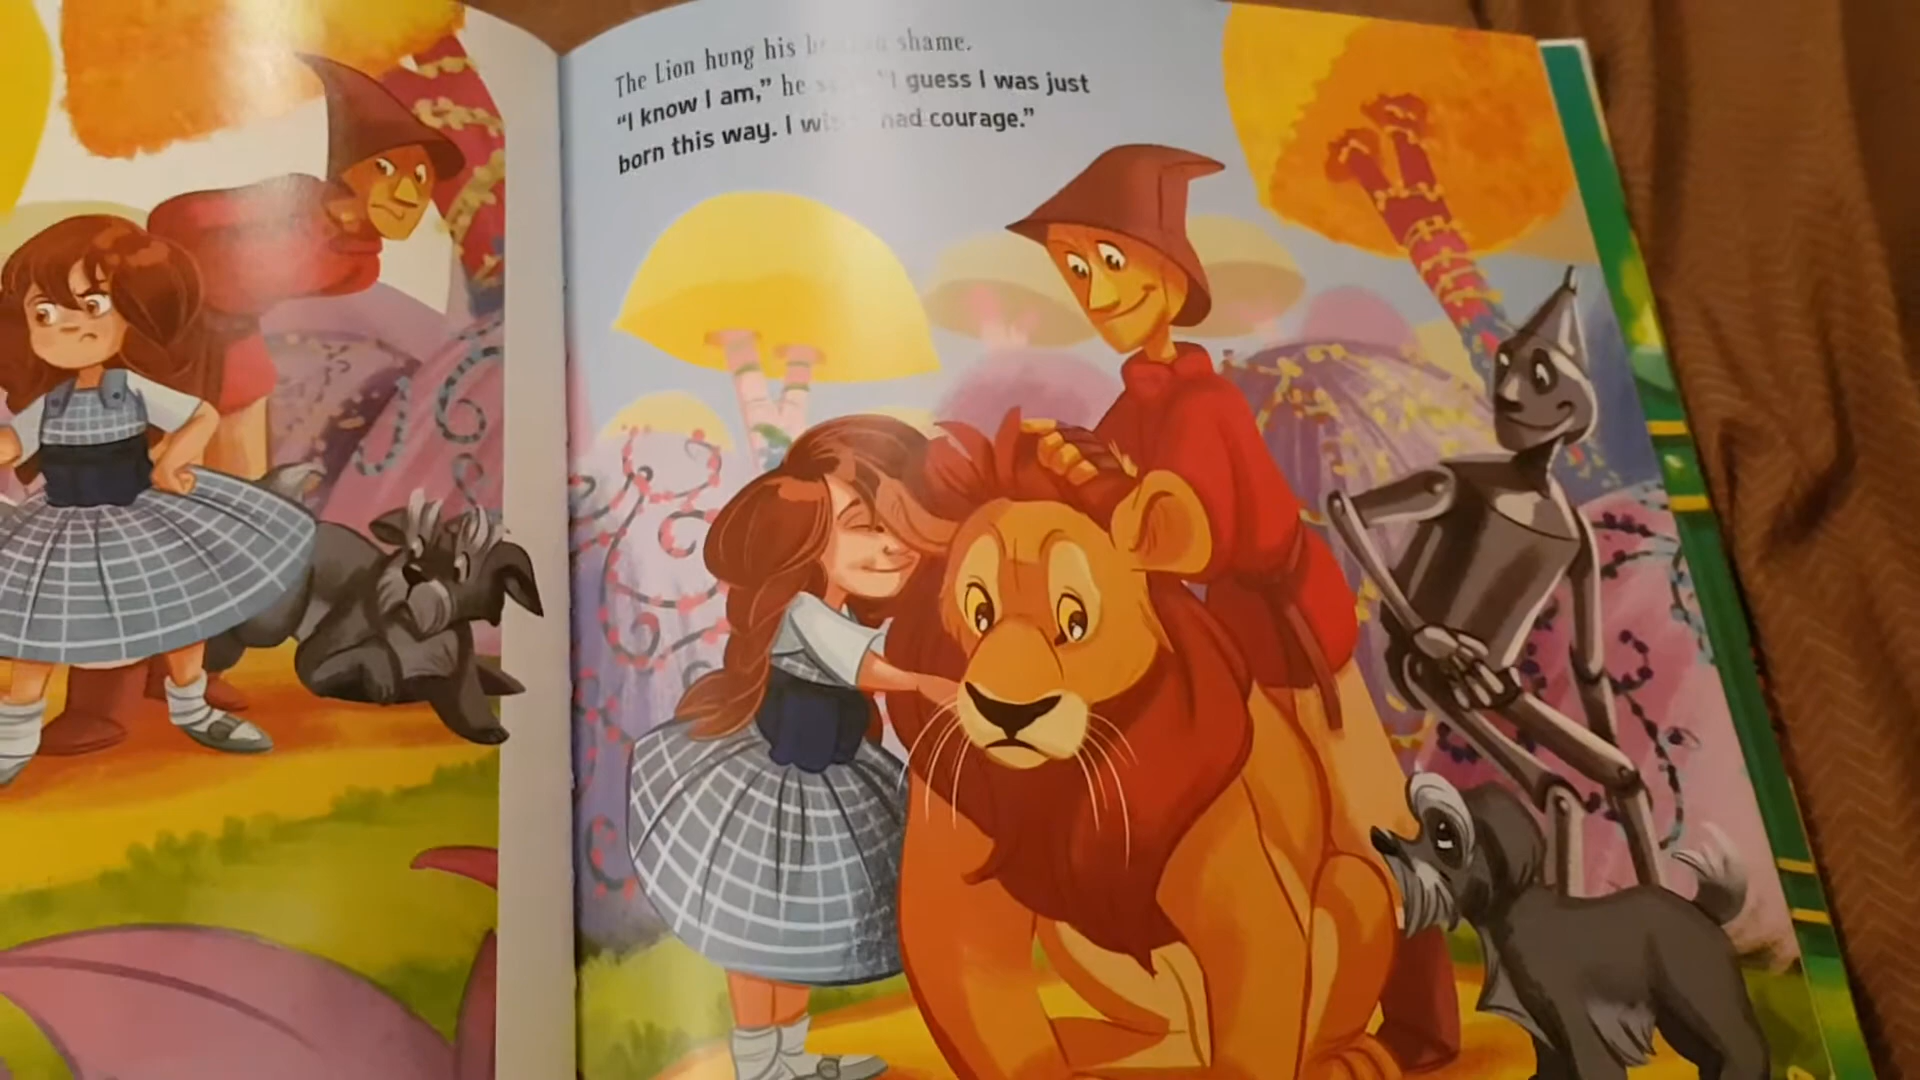 The Lion hung his shame.
“I know I am,” he “I guess I was just
born this way. I had courage.”